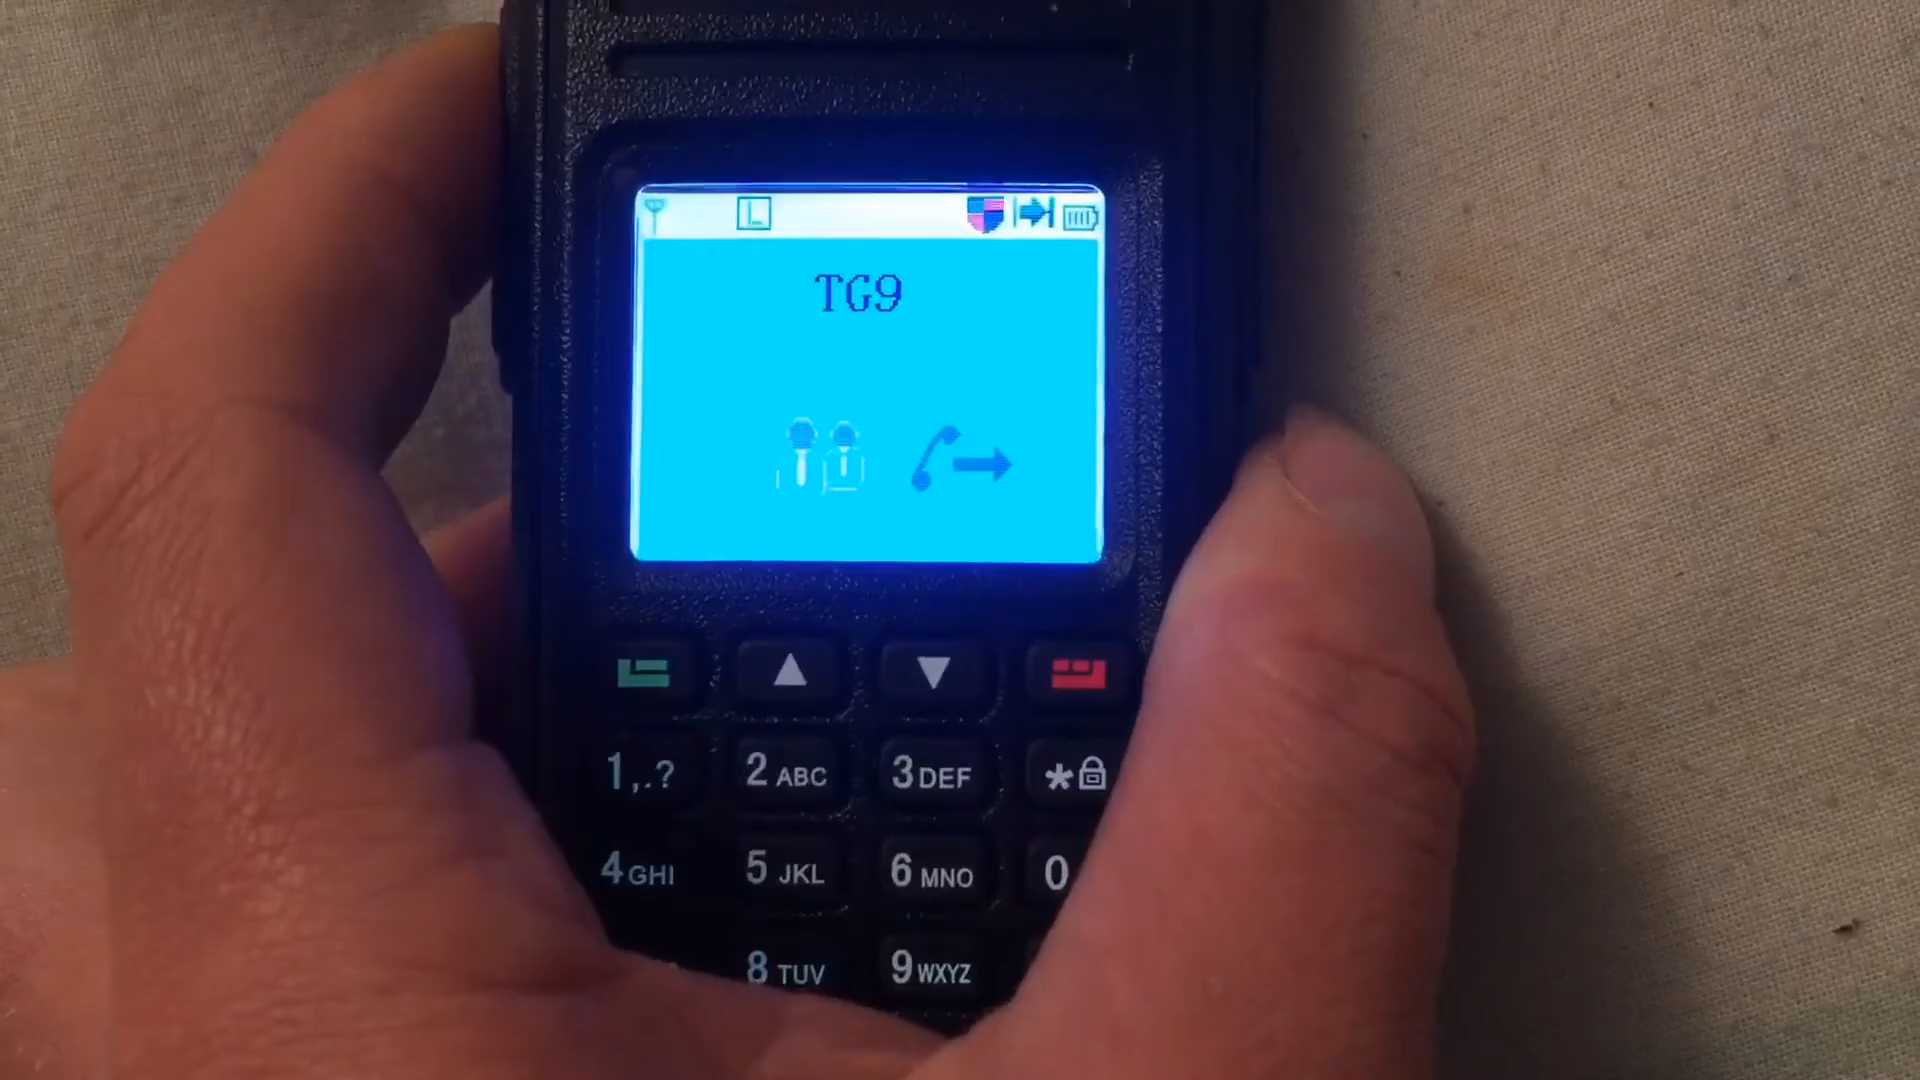 L
TG9
1,.? 2 ABC 3 DEF *
4 GHI 5 JKL 6 MNO 0
8 TUV 9 WXYZ